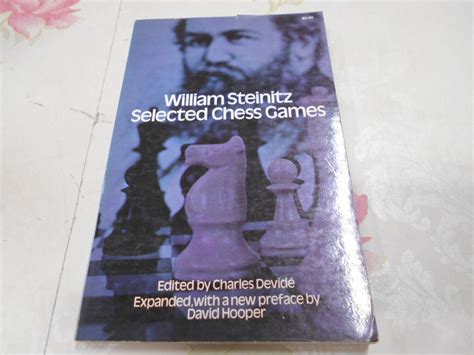 William Steinitz
Selected Chess Games
Edited by Charles Devidé
Expanded, with a new preface by
David Hooper